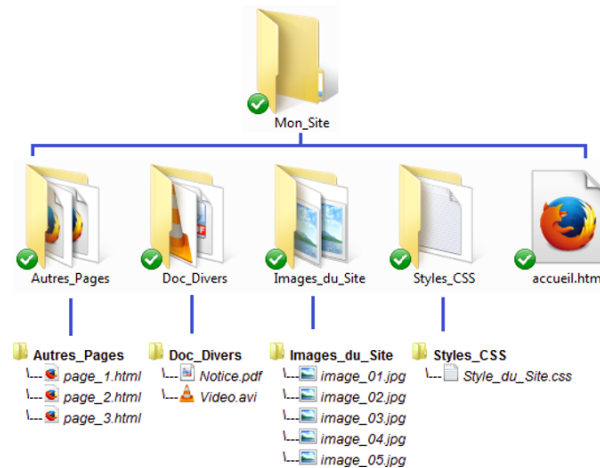 Mon_Site
Autres_Pages
Doc_Divers
Images_du_Site
Styles_CSS
accueil.htm
Autres_Pages
page_1.html
page_2.html
page_3.html
Doc_Divers
Notice.pdf
Video.avi
Images_du_Site
image_01.jpg
image_02.jpg
image_03.jpg
image_04.jpg
image_05.jpg
Styles_CSS
Style_du_Site.css